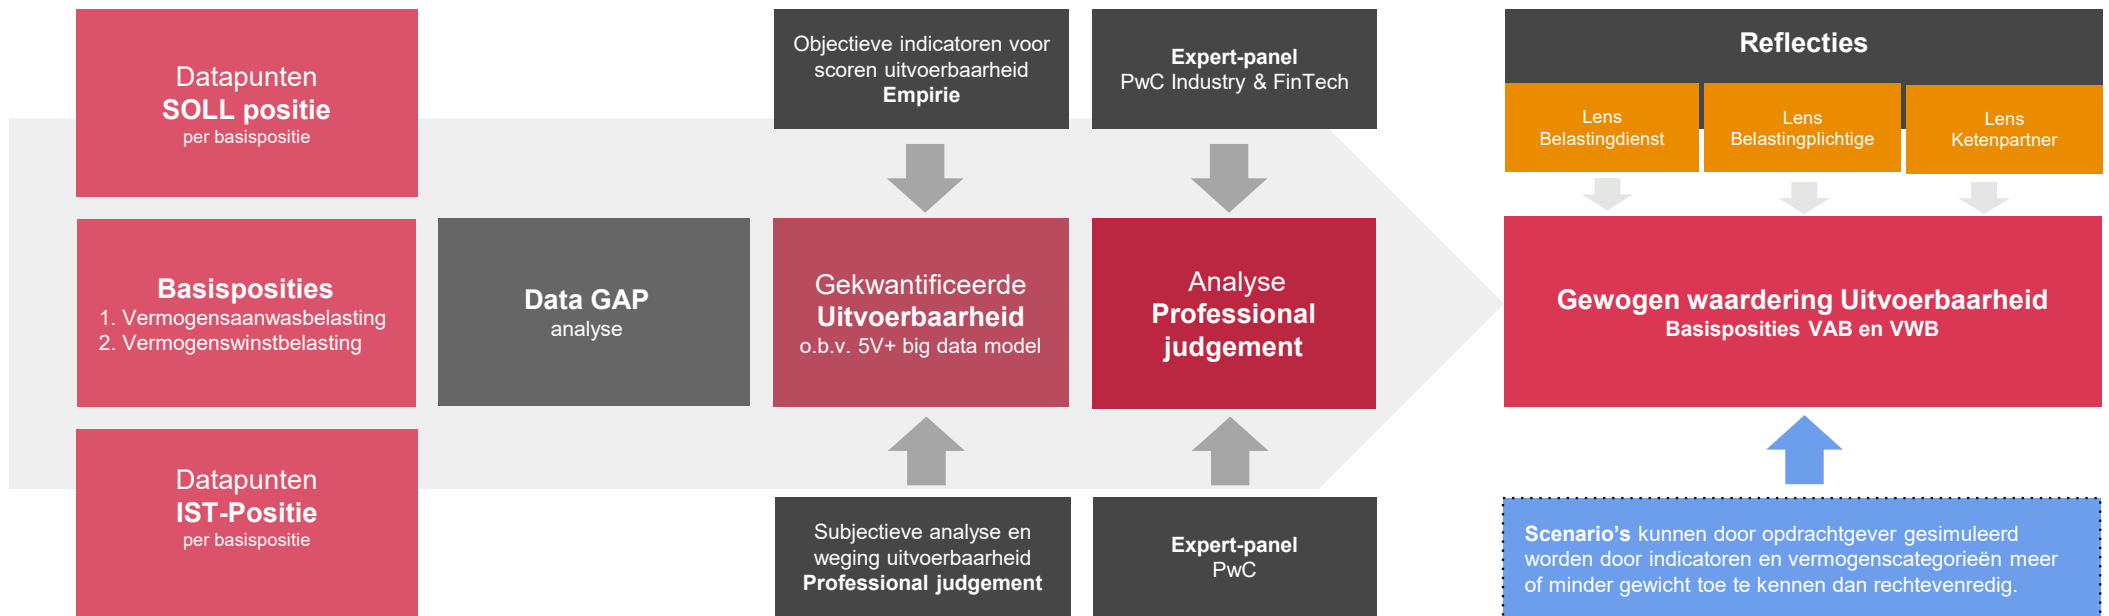 Datapunten
SOLL positie
per basispositie
Basisposities
1. Vermogensaanwasbelasting
2. Vermogenswinstbelasting
Datapunten
IST-Positie
per basispositie
Data GAP
analyse
Objectieve indicatoren voor
scoren uitvoerbaarheid
Empirie
Gekwantificeerde
Uitvoerbaarheid
o.b.v. 5V+ big data model
Subjectieve analyse en
weging uitvoerbaarheid
Professional judgement
Expert-panel
PwC Industry & FinTech
Analyse
Professional
judgement
Expert-panel
PwC
Reflecties
Lens
Belastingdienst
Lens
Belastingplichtige
Lens
Ketenpartner
Gewogen waardering Uitvoerbaarheid
Basisposities VAB en VWB
Scenario’s kunnen door opdrachtgever gesimuleerd
worden door indicatoren en vermogenscategorieën meer
of minder gewicht toe te kennen dan rechtevenredig.